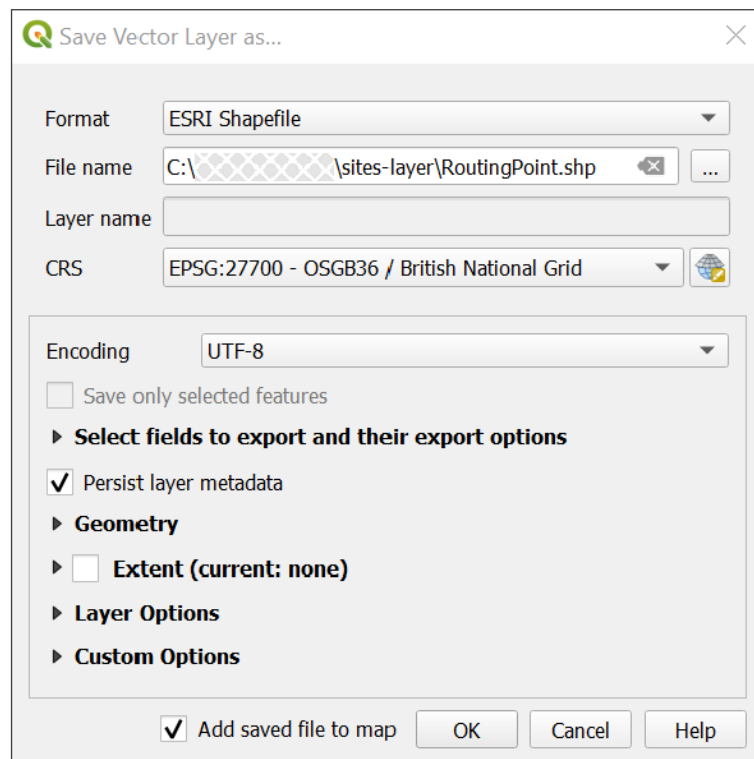 Save Vector Layer as...
Format ESRI Shapefile
File name C:\ \sites-layer\RoutingPoint.shp ...
Layer name
CRS EPSG:27700 - OSGB36 / British National Grid
Encoding UTF-8
Save only selected features
Select fields to export and their export options
Persist layer metadata
Geometry
Extent (current: none)
Layer Options
Custom Options
Add saved file to map OK Cancel Help